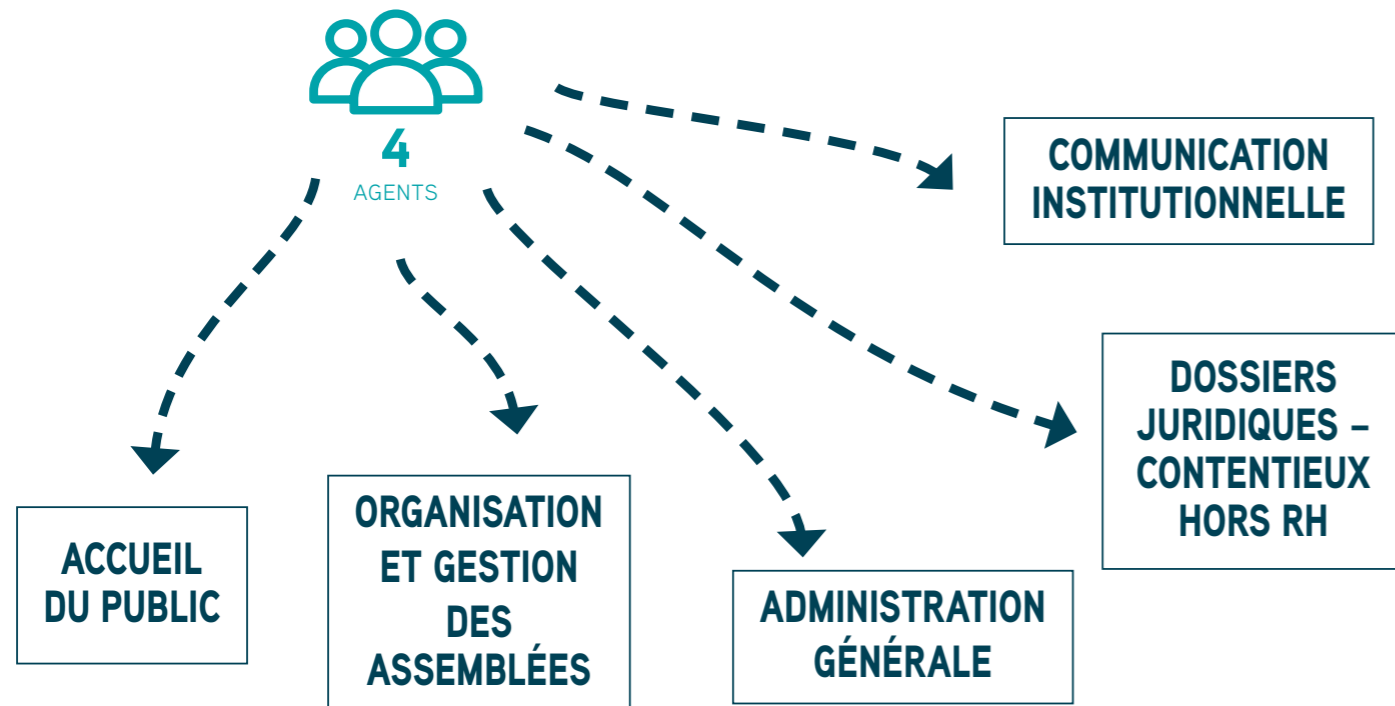 4
AGENTS
COMMUNICATION
INSTITUTIONNELLE
DOSSIERS
JURIDIQUES –
CONTENTIEUX
HORS RH
ACCUEIL
DU PUBLIC
ORGANISATION
ET GESTION
DES
ASSEMBLÉES
ADMINISTRATION
GÉNÉRALE